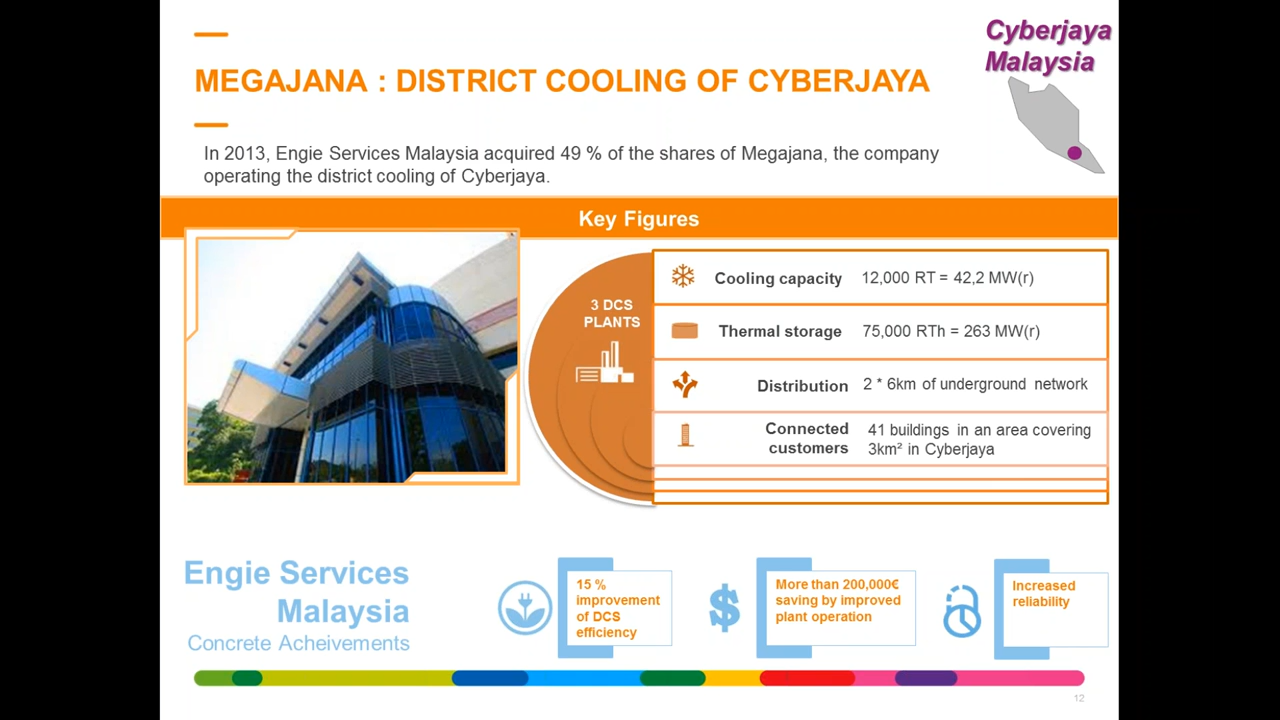 Cyberjaya
Malaysia
MEGAJANA : DISTRICT COOLING OF CYBERJAYA
In 2013, Engie Services Malaysia acquired 49 % of the shares of Megajana, the company
operating the district cooling of Cyberjaya.
Key Figures
3 DCS
PLANTS
Cooling capacity 12,000 RT = 42,2 MW(r)
Thermal storage 75,000 RTh = 263 MW(r)
Distribution 2 * 6km of underground network
Connected
customers
41 buildings in an area covering
3km² in Cyberjaya
Engie Services
Malaysia
Concrete Acheivements
15 %
improvement
of DCS
efficiency
More than 200,000€
saving by improved
plant operation
Increased
reliability
12